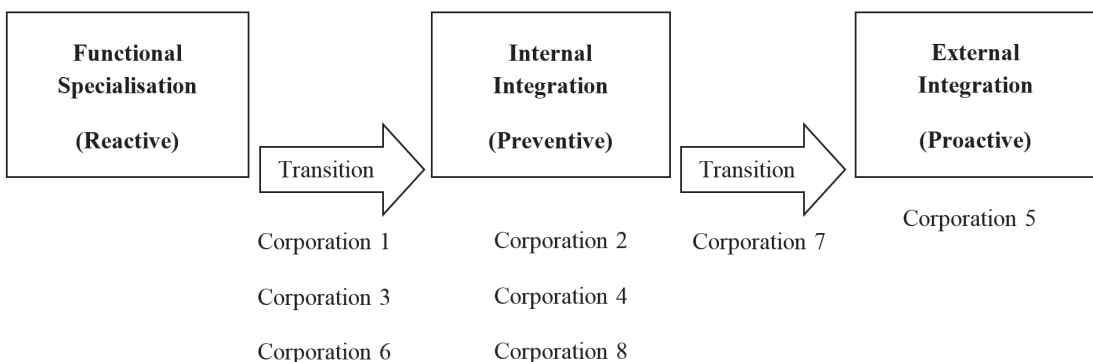 Functional
Specialisation
(Reactive)
Transition
Internal
Integration
(Preventive)
Transition
External
Integration
(Proactive)
Corporation 1
Corporation 3
Corporation 6
Corporation 2
Corporation 4
Corporation 8
Corporation 7
Corporation 5